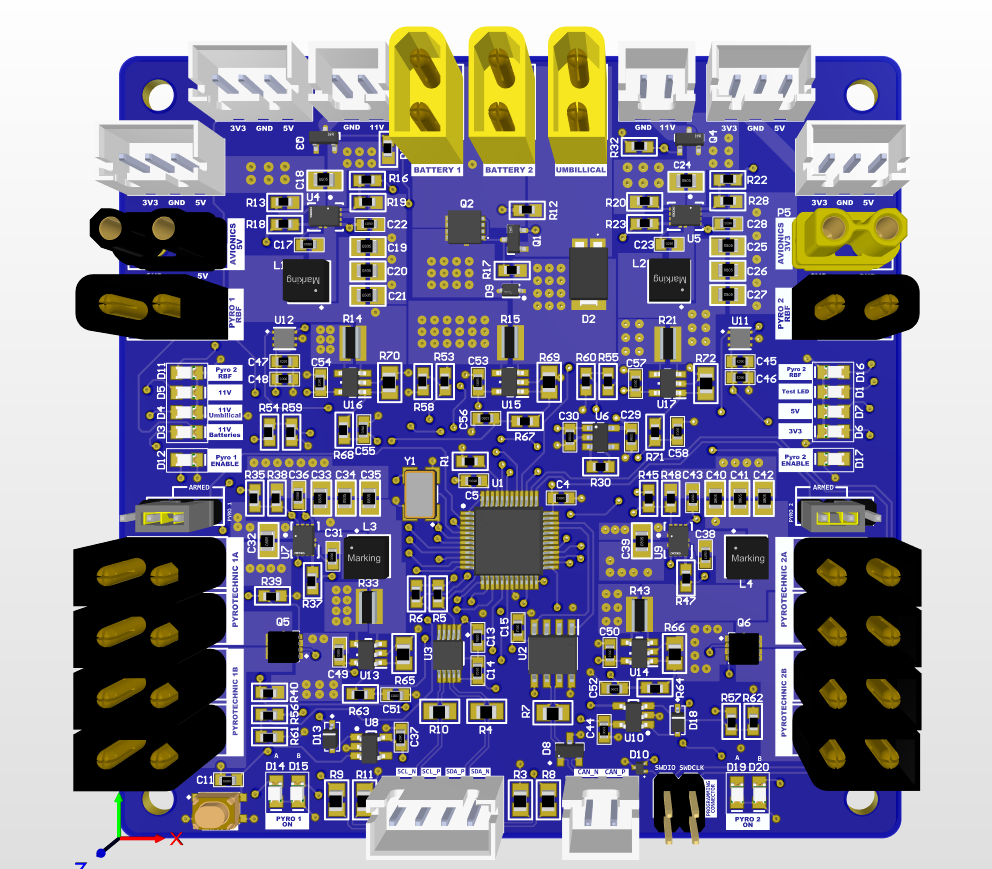 3V3 GND 5V
GND 11V
GND 11V
3V3 GND 5V
Q3
Q4
R16
BATTERY 1
BATTERY 2
UMBILLICAL
R32
C24
3V3 GND 5V
C18
R22
3V3 GND 5V
R13 U4 R19
Q2
R12
R20 R28
P5
R18 C22
Q1
R23 C28
AVIONICS 5V
C17 C19
C23 U5 C25
AVIONICS 3V3
L1 Marking C20
R17
L2 Marking C26
5V
D9
C21
D2
C27
PYRO 1 RBF
U12 R14
R15
R21 U11
PYRO 2 RBF
C47 C54 R70 R53 C53 R69 R60 R55 C57 R72 C45
D11 Pyro 2 RBF
C48
C46
Pyro 2 RBF D16
D5 11V
U16 R58 U15 U17
Test LED D1
D4 11V Umbilical
R54 R59
C56 R67 C30 U6 C29
5V D7
D3 11V Batteries
R68 C55
R71 C58
3V3 D6
D12 Pyro 1 ENABLE
Y1 R1
R30
Pyro 2 ENABLE D17
R35 R38 C36 C33 C34 C35
C5 U1 C4
R45 R48 C43 C40 C41 C42
ARMED
PYRO 1
ARMED
PYRO 2
C32 U7 C31 L3
C39 U9 C38
Marking
Marking
PYROTECHNIC 1A
R39 R37 R33
R47 L4
PYROTECHNIC 2A
R6 R5
R43
Q5
C15
C50 R66 Q6
C49 U13 R65
U3 C13 U2
U14
PYROTECHNIC 1B
R40
C14
C52 R64
PYROTECHNIC 2B
R56 R63 C51
R57 R62
R61 D13 U8 C37
R10 R4 R7
C44 U10 D18
A B
D8
D10
A B
C11 D14 D15
SCL_N SCL_P SDA_P SDA_N
CAN_N CAN_P
SWDIO SWDCLK
D19 D20
R9 R11
R3 R8
PROGRAMMING CONNECTOR
PYRO 1 ON
PYRO 2 ON
X
Z